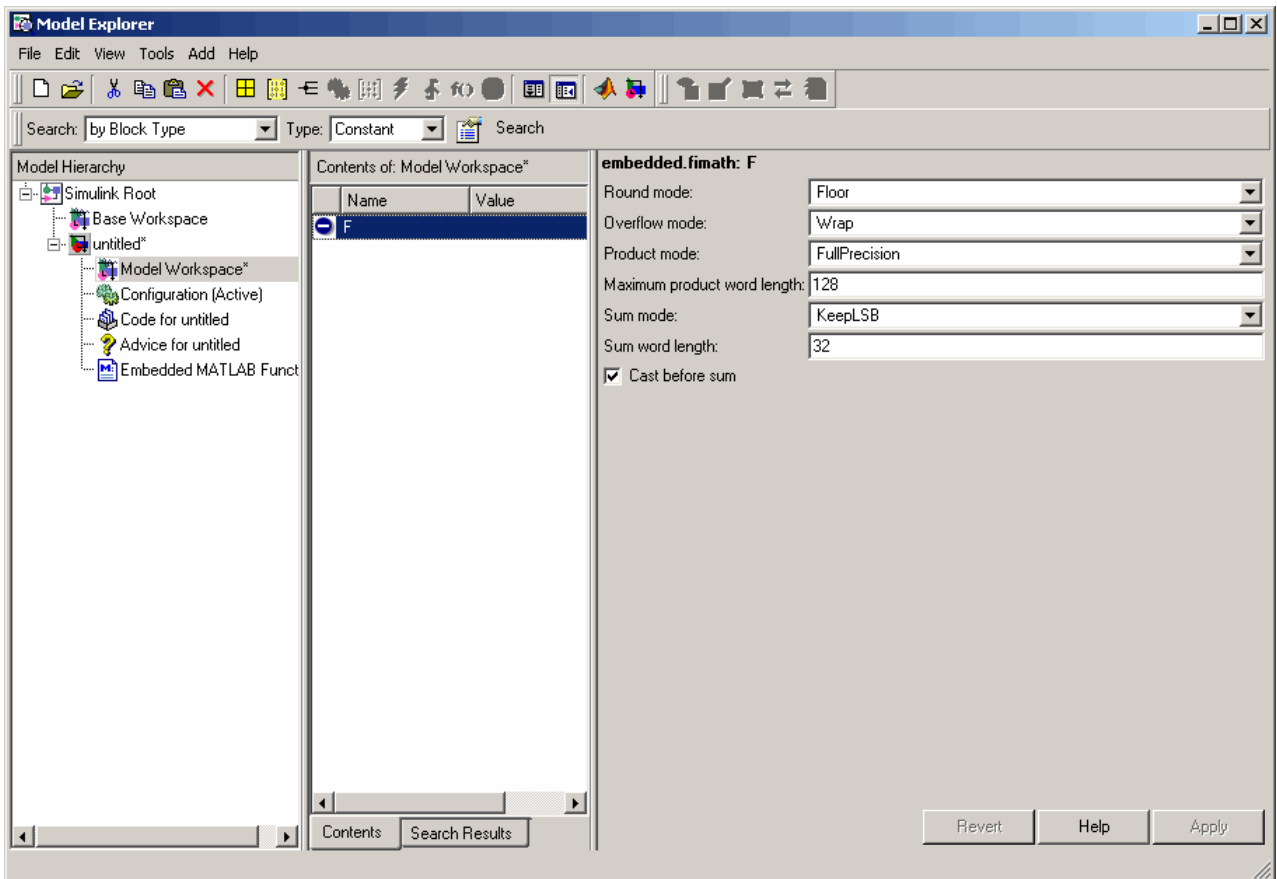 Model Explorer
File Edit View Tools Add Help
f()
Search: by Block Type Type: Constant Search
Model Hierarchy
Simulink Root
Base Workspace
untitled*
Model Workspace*
Configuration (Active)
Code for untitled
Advice for untitled
M: Embedded MATLAB Funct
Contents of: Model Workspace*
Name Value
F
Contents Search Results
embedded.fimath: F
Round mode: Floor
Overflow mode: Wrap
Product mode: FullPrecision
Maximum product word length: 128
Sum mode: KeepLSB
Sum word length: 32
Cast before sum
Revert Help Apply